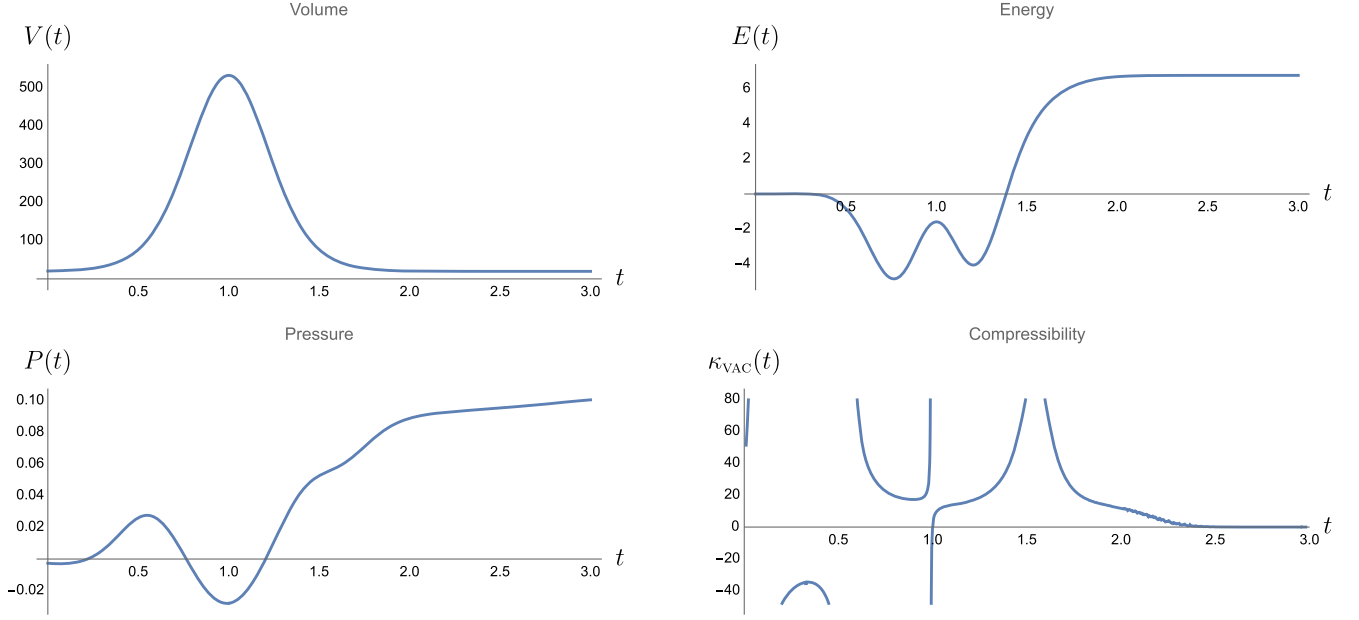 Volume
V(t)
500
400
300
200
100
0.5 1.0 1.5 2.0 2.5 3.0 t
Energy
E(t)
6
4
2
−2
−4
0.5 1.0 1.5 2.0 2.5 3.0 t
Pressure
P(t)
0.10
0.08
0.06
0.04
0.02
−0.02
0.5 1.0 1.5 2.0 2.5 3.0 t
Compressibility
κVAC(t)
80
60
40
20
0
−20
−40
0.5 1.0 1.5 2.0 2.5 3.0 t